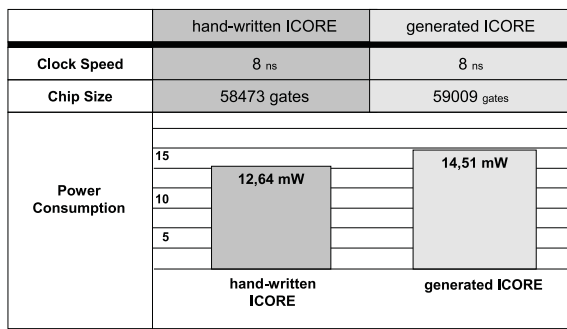 hand-written ICORE generated ICORE
Clock Speed 8 ns 8 ns
Chip Size 58473 gates 59009 gates
Power
Consumption
15
10
5
12,64 mW
14,51 mW
hand-written
ICORE
generated ICORE